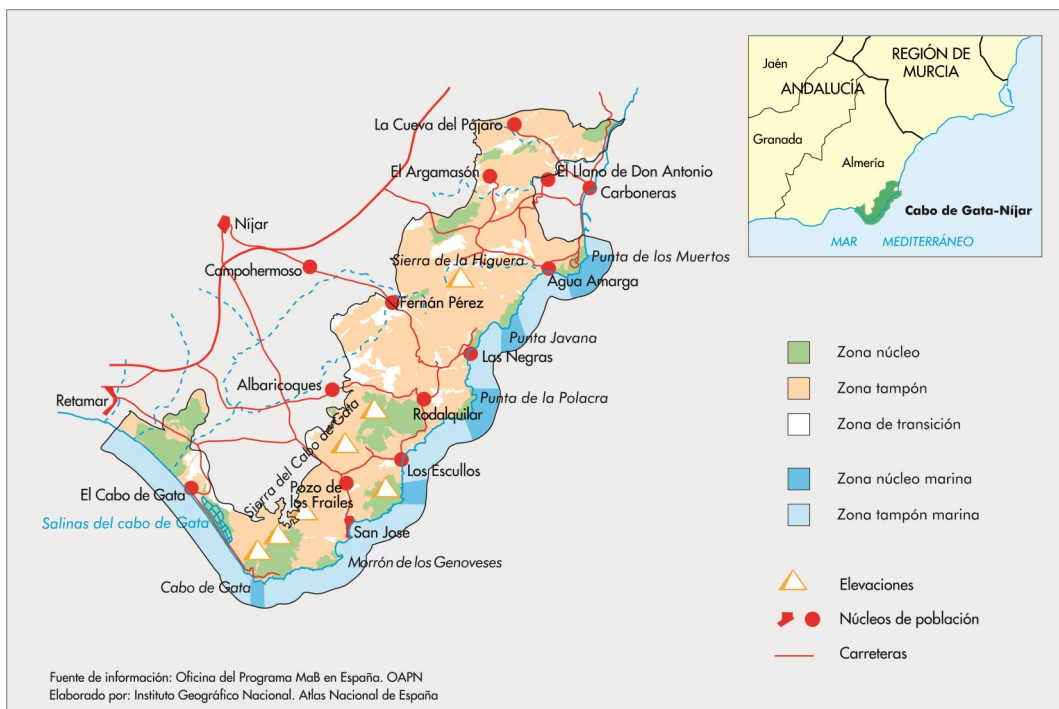 Jaén
REGIÓN DE
MURCIA
ANDALUCÍA
Granada
Almería
Cabo de Gata-Níjar
MAR MEDITERRÁNEO
La Cueva del Pájaro
El Argamasón
El Llano de Don Antonio
Carboneras
Níjar
Campohermoso
Sierra de la Higuera
Punta de los Muertos
Agua Amarga
Fernán Pérez
Punta Javana
Las Negras
Albaricoques
Retamar
Punta de la Polacra
Rodalquilar
Sierra del Cabo de Gata
Los Escullos
El Cabo de Gata
Pozo de
los Frailes
Salinas del cabo de Gata
San José
Morrón de los Genoveses
Cabo de Gata
Zona núcleo
Zona tampón
Zona de transición
Zona núcleo marina
Zona tampón marina
Elevaciones
Núcleos de población
Carreteras
Fuente de información: Oficina del Programa MaB en España. OAPN
Elaborado por: Instituto Geográfico Nacional. Atlas Nacional de España